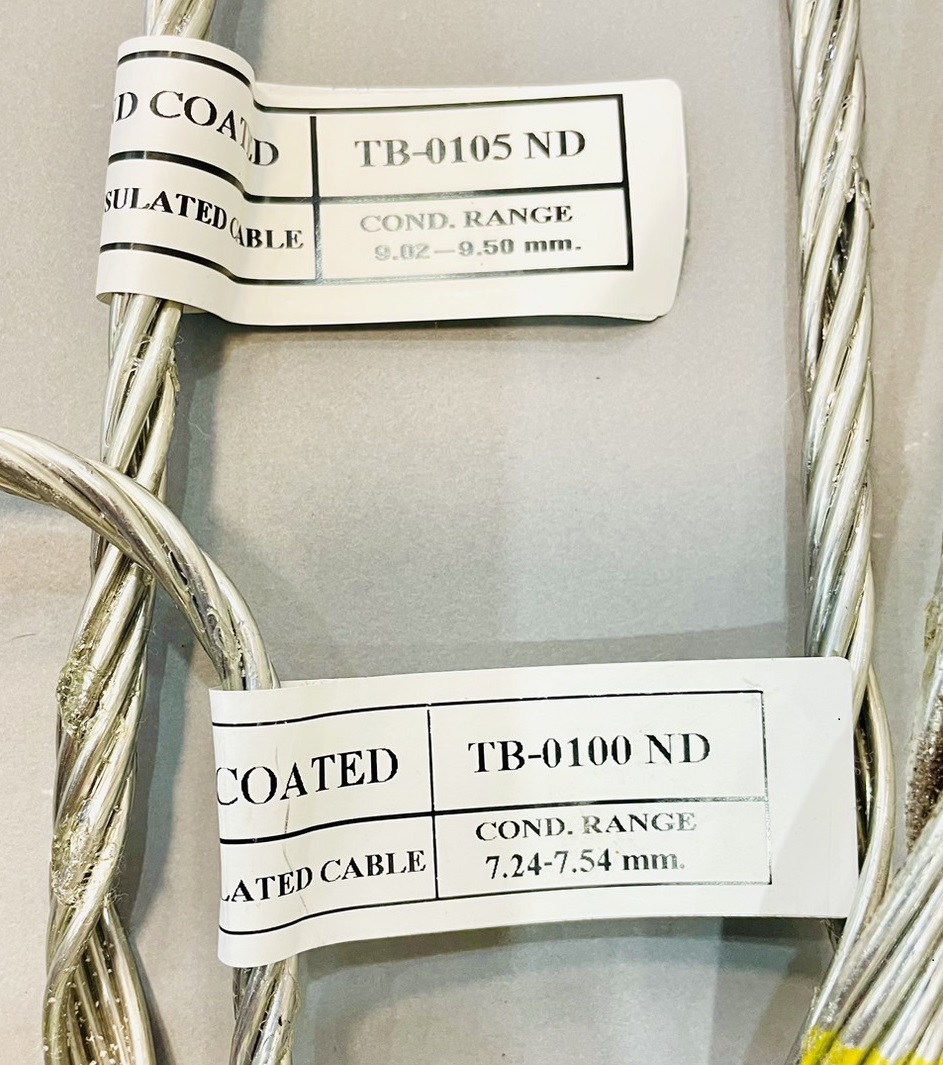 D COATED
TB-0105 ND
SULATED CABLE
COND. RANGE
9.02—9.50 mm.
COATED
TB-0100 ND
LATED CABLE
COND. RANGE
7.24-7.54 mm.